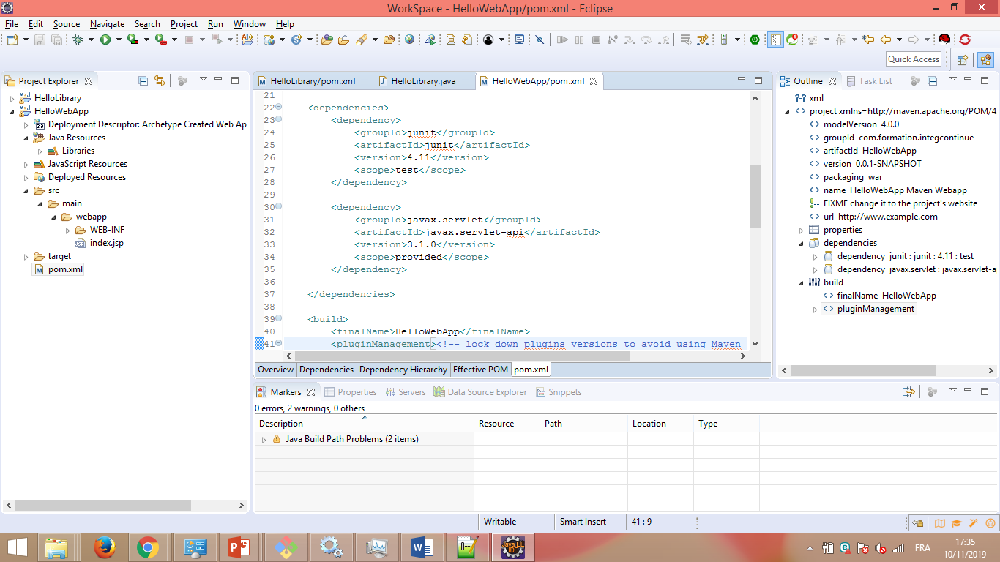 WorkSpace - HelloWebApp/pom.xml - Eclipse
File Edit Source Navigate Search Project Run Window Help
Quick Access
Project Explorer
HelloLibrary
HelloWebApp
Deployment Descriptor: Archetype Created Web Ap
Java Resources
Libraries
JavaScript Resources
Deployed Resources
src
main
webapp
WEB-INF
index.jsp
target
pom.xml
HelloLibrary/pom.xml HelloLibrary.java HelloWebApp/pom.xml
21
22 <dependencies>
23 <dependency>
24 <groupId>junit</groupId>
25 <artifactId>junit</artifactId>
26 <version>4.11</version>
27 <scope>test</scope>
28 </dependency>
29
30 <dependency>
31 <groupId>javax.servlet</groupId>
32 <artifactId>javax.servlet-api</artifactId>
33 <version>3.1.0</version>
34 <scope>provided</scope>
35 </dependency>
36
37 </dependencies>
38
39 <build>
40 <finalName>HelloWebApp</finalName>
41 <pluginManagement><!-- lock down plugins versions to avoid using Maven
Overview Dependencies Dependency Hierarchy Effective POM pom.xml
Outline Task List
?=? xml
project xmlns=http://maven.apache.org/POM/4
modelVersion 4.0.0
groupId com.formation.integcontinue
artifactId HelloWebApp
version 0.0.1-SNAPSHOT
packaging war
name HelloWebApp Maven Webapp
FIXME change it to the project's website
url http://www.example.com
properties
dependencies
dependency junit : junit : 4.11 : test
dependency javax.servlet : javax.servlet-a
build
finalName HelloWebApp
pluginManagement
Markers Properties Servers Data Source Explorer Snippets
0 errors, 2 warnings, 0 others
Description Resource Path Location Type
Java Build Path Problems (2 items)
Writable Smart Insert 41 : 9
Java EE IDE
FRA
17:35
10/11/2019